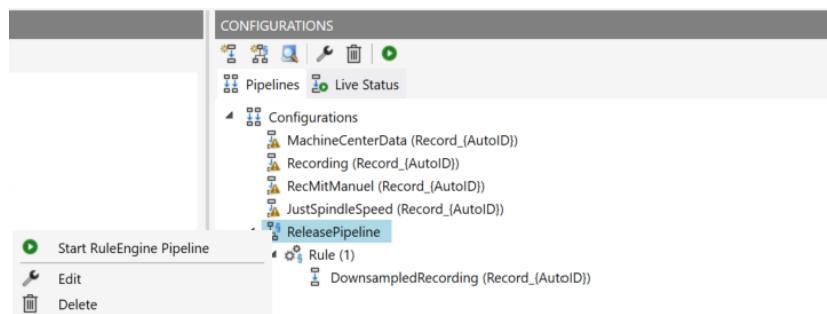 CONFIGURATIONS
Pipelines Live Status
Configurations
MachineCenterData (Record_{AutoID})
Recording (Record_{AutoID})
RecMitManuel (Record_{AutoID})
JustSpindleSpeed (Record_{AutoID})
ReleasePipeline
Start RuleEngine Pipeline
Rule (1)
Edit
DownsampledRecording (Record_{AutoID})
Delete